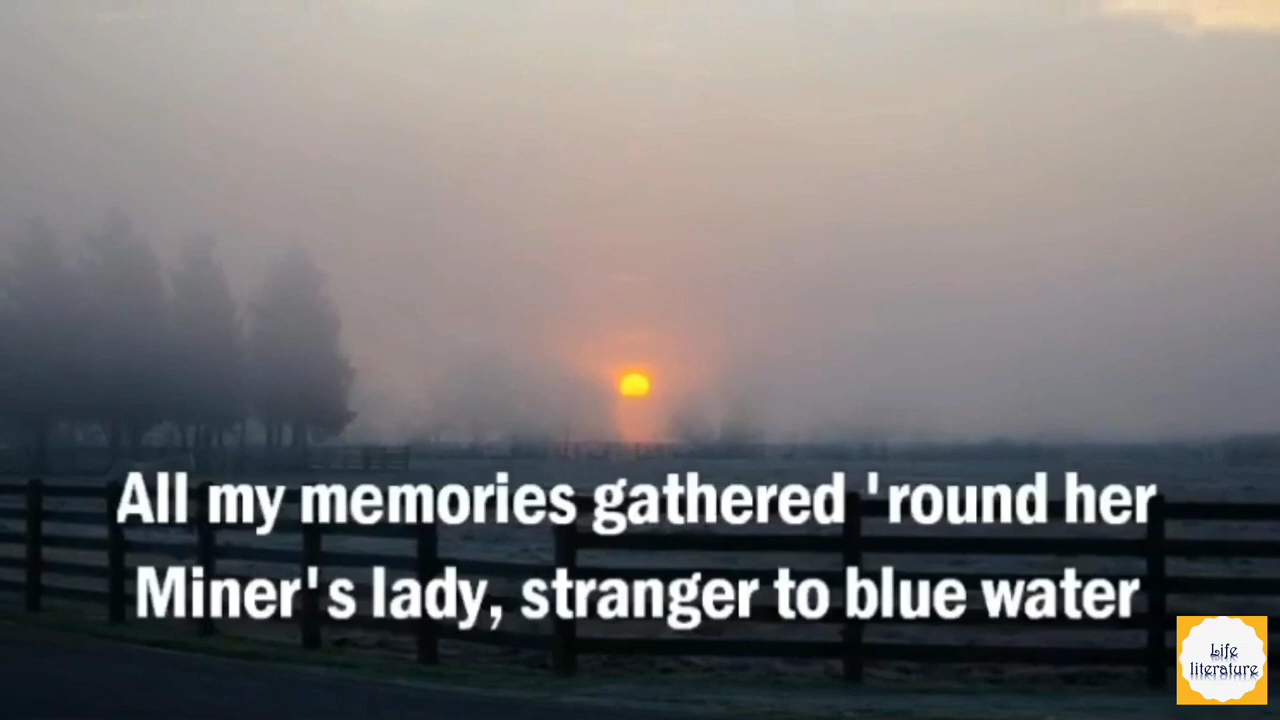 All my memories gathered 'round her
Miner's lady, stranger to blue water
Life
literature